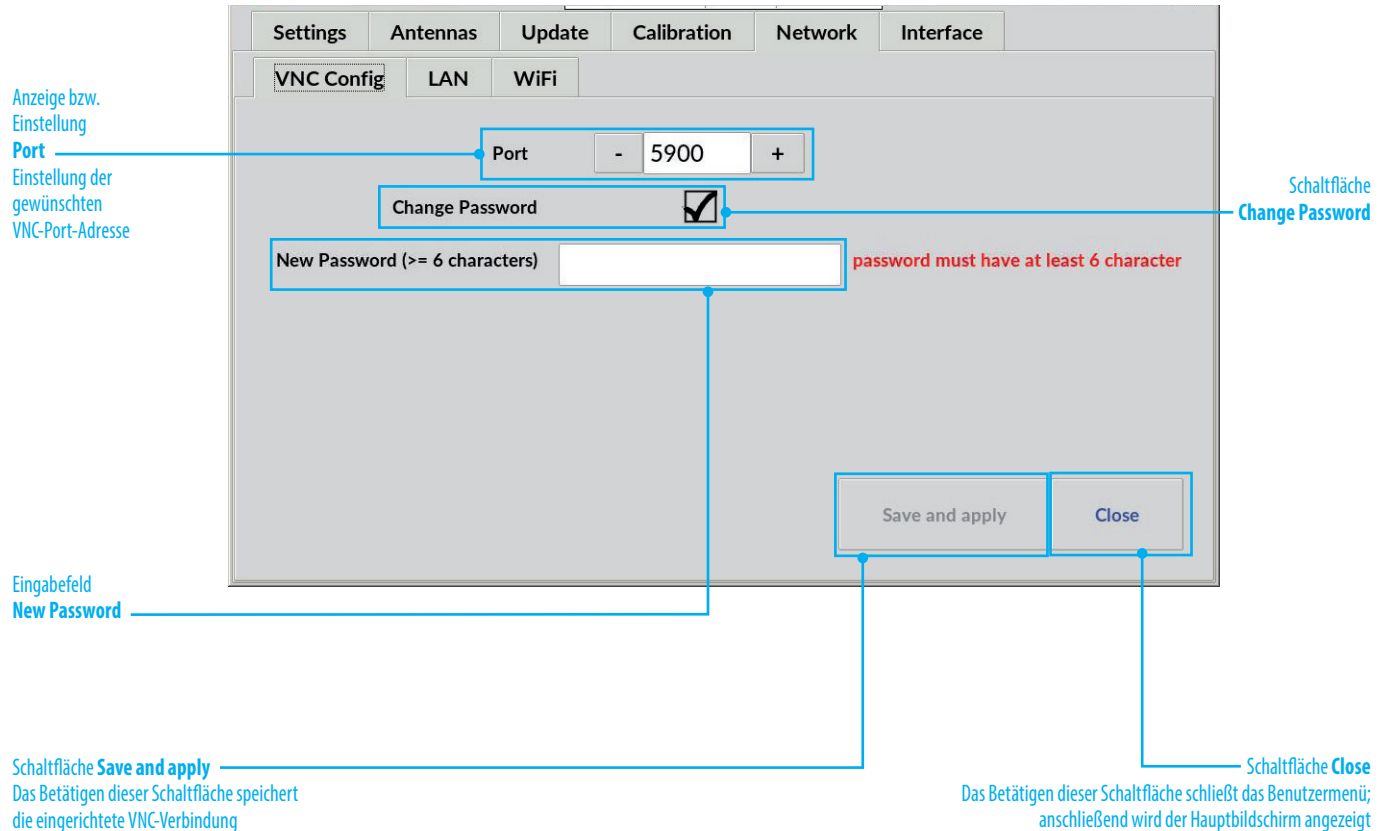 Settings Antennas Update Calibration Network Interface
VNC Config LAN WiFi
Anzeige bzw.
Einstellung
Port
Einstellung der
gewünschten
VNC-Port-Adresse
Port - 5900 +
Change Password
Schaltfläche
Change Password
New Password (>= 6 characters) password must have at least 6 character
Save and apply Close
Eingabefeld
New Password
Schaltfläche Save and apply
Das Betätigen dieser Schaltfläche speichert
die eingerichtete VNC-Verbindung
Schaltfläche Close
Das Betätigen dieser Schaltfläche schließt das Benutzermenü;
anschließend wird der Hauptbildschirm angezeigt